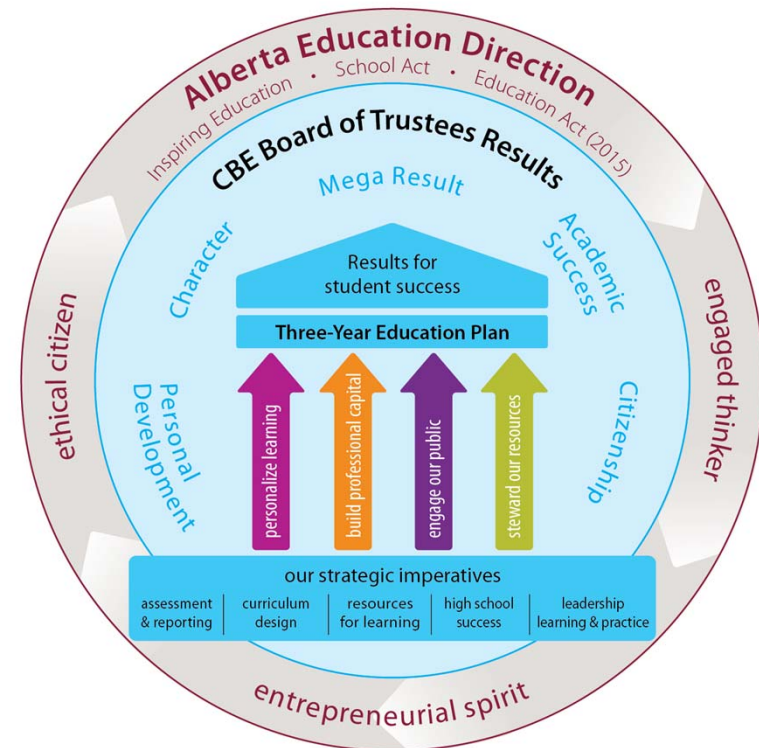 Alberta Education Direction
Inspiring Education • School Act • Education Act (2015)
CBE Board of Trustees Results
Mega Result
Character
Academic
Success
Personal
Development
Citizenship
ethical citizen
engaged thinker
entrepreneurial spirit
Results for
student success
Three-Year Education Plan
personalize learning
build professional capital
engage our public
steward our resources
our strategic imperatives
assessment
& reporting
curriculum
design
resources
for learning
high school
success
leadership
learning & practice